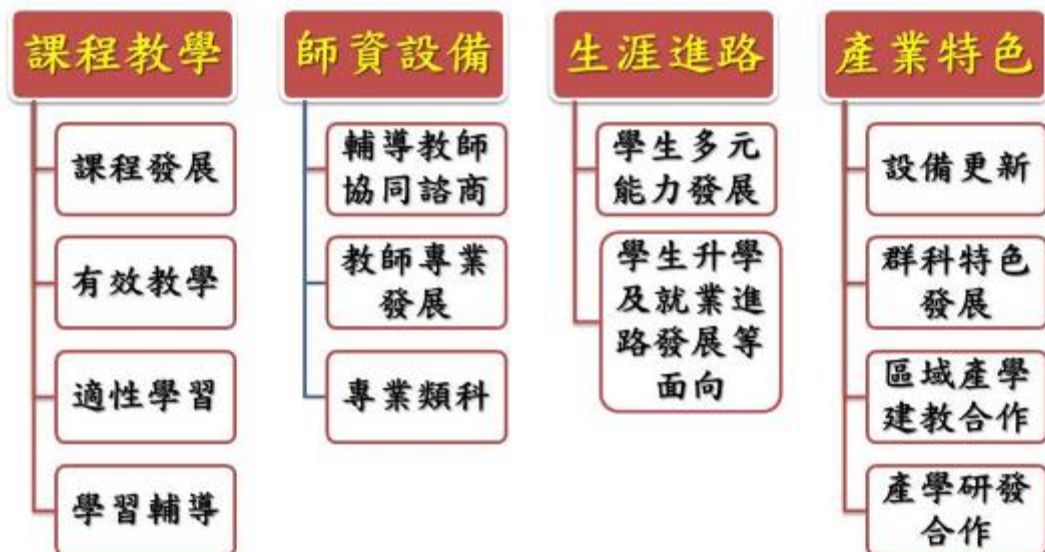 課程教學
課程發展
有效教學
適性學習
學習輔導
師資設備
輔導教師
協同諮商
教師專業
發展
專業類科
生涯進路
學生多元
能力發展
學生升學
及就業進
路發展等
面向
產業特色
設備更新
群科特色
發展
區域產學
建教合作
產學研發
合作